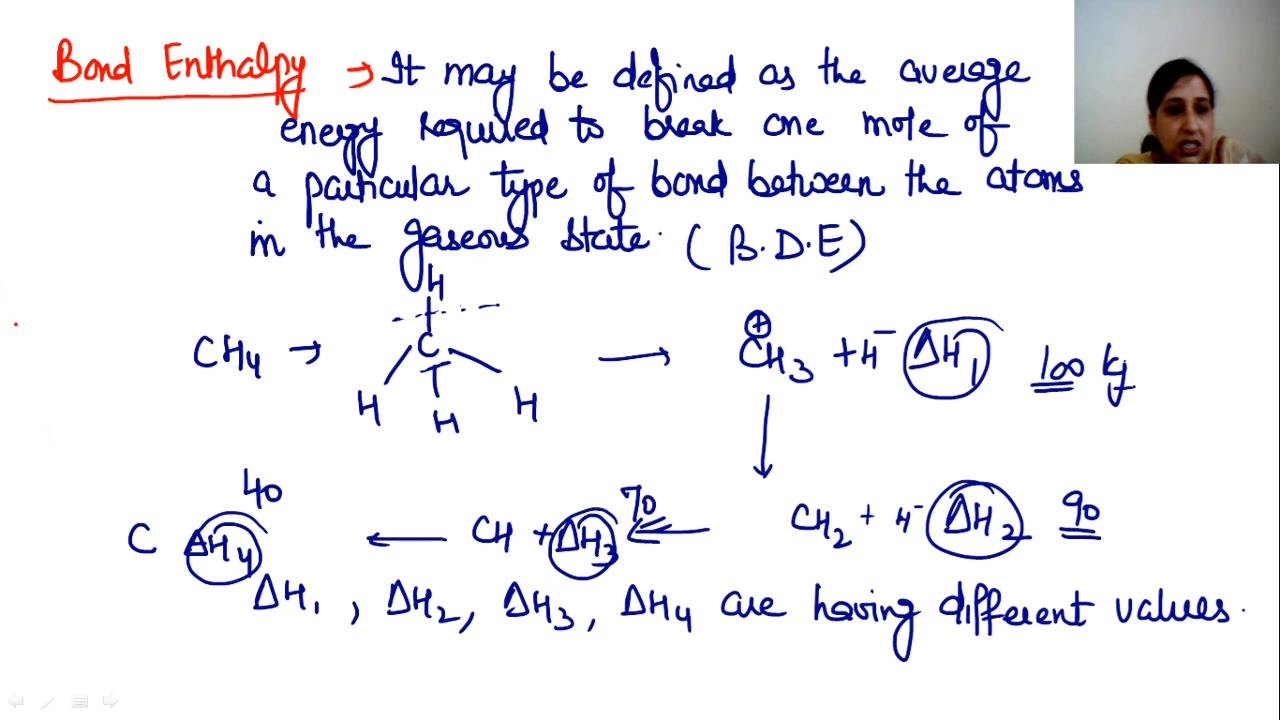 Bond Enthalpy → It may be defined as the average
energy required to break one mole of
a particular type of bond between the atoms
in the gaseous state. (B.D.E)
H
CH₄ → C → C⊕H₃ + H⁻ ΔH₁ 100 kj
H H H
40 70
C ΔH₄ ← CH + ΔH₃ ← CH₂ + H⁻ ΔH₂ 90
ΔH₁, ΔH₂, ΔH₃, ΔH₄ are having different values.